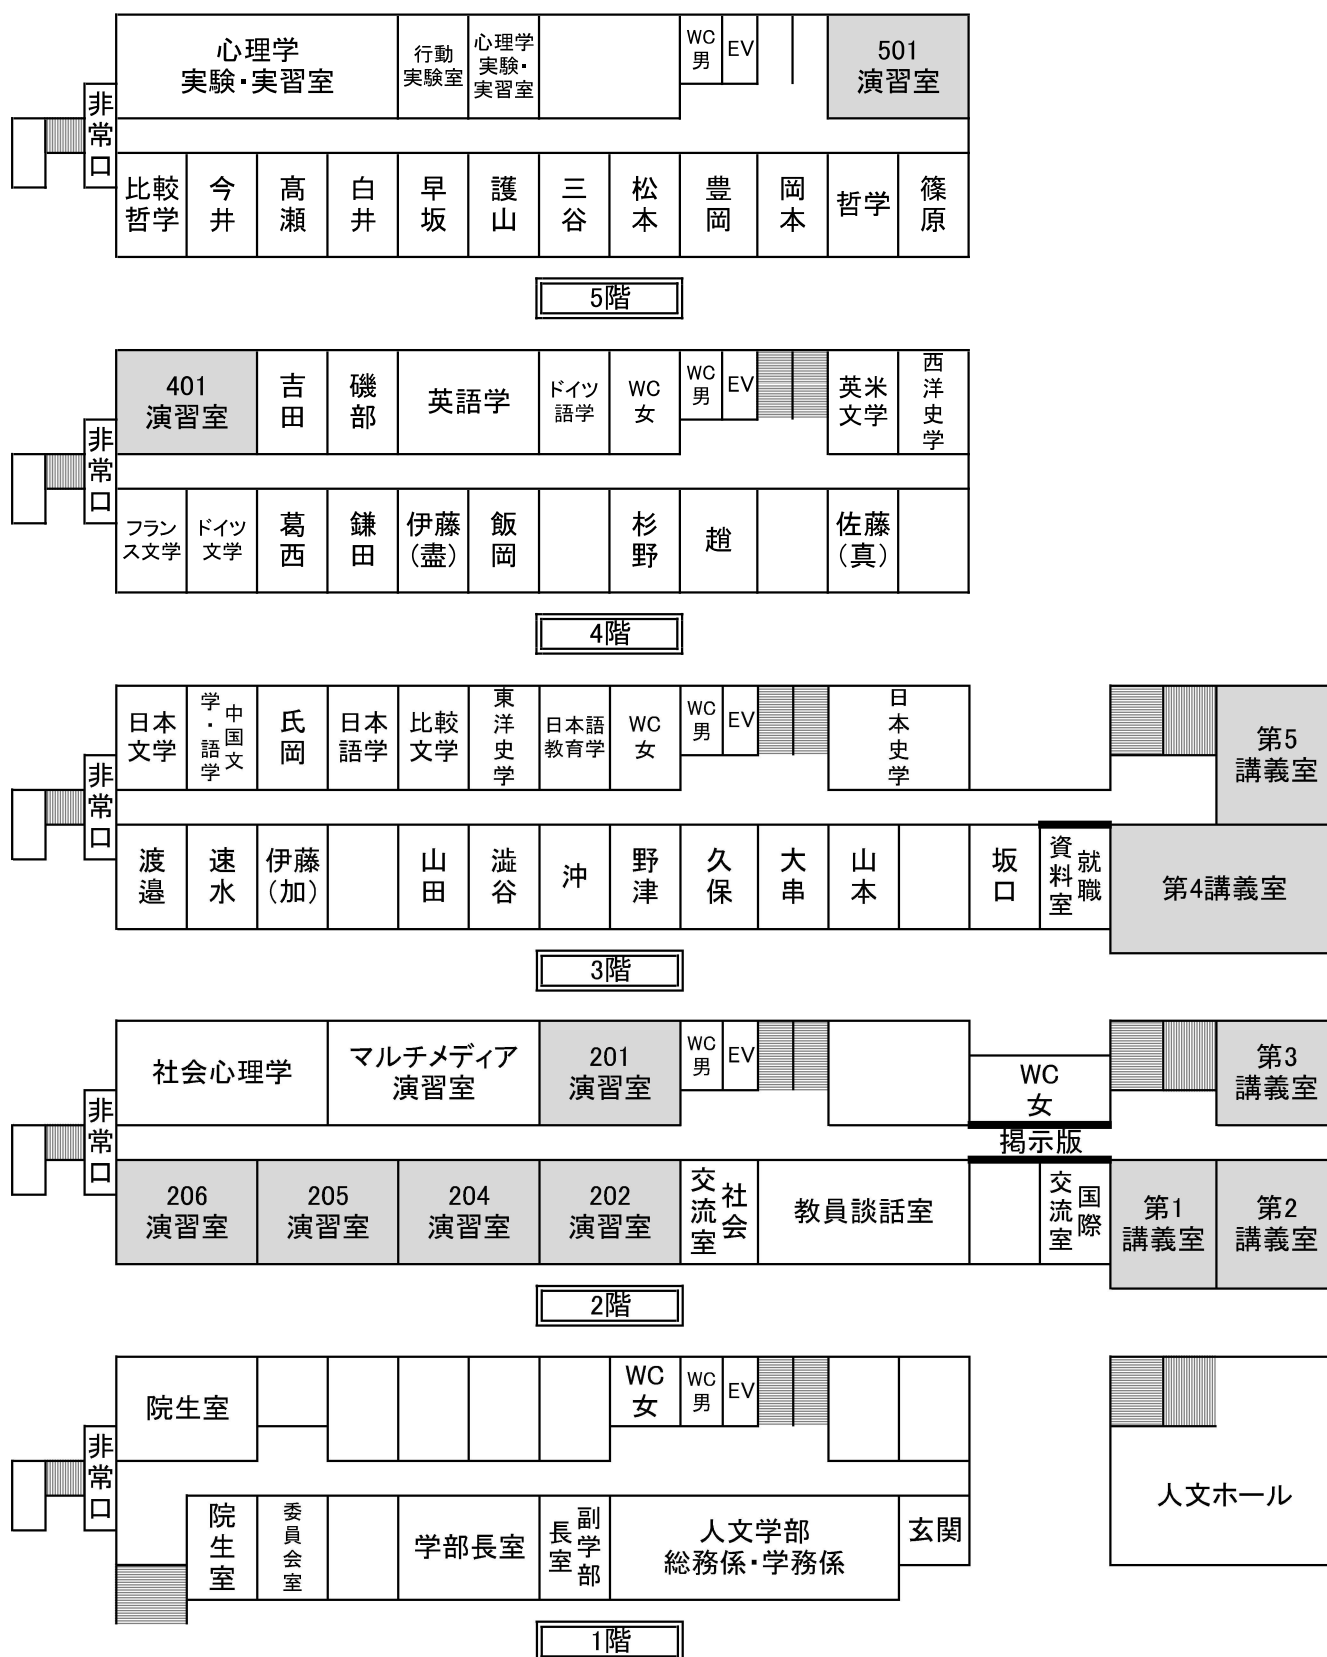 心理学
実験・実習室
行動
実験室
心理学
実験・
実習室
WC
男
EV
501
演習室
非常口
比較
哲学
今井
髙瀬
白井
早坂
護山
三谷
松本
豊岡
岡本
哲学
篠原
5階
401
演習室
吉田
磯部
英語学
ドイツ
語学
WC
女
WC
男
EV
英米
文学
西洋史学
非常口
フラン
ス文学
ドイツ
文学
葛西
鎌田
伊藤
(盡)
飯岡
杉野
趙
佐藤
(真)
4階
日本
文学
中国文
学・語学
氏岡
日本
語学
比較
文学
東洋史学
日本語
教育学
WC
女
WC
男
EV
日本史学
第5
講義室
非常口
渡邉
速水
伊藤
(加)
山田
澁谷
沖
野津
久保
大串
山本
坂口
就職
資料室
第4講義室
3階
社会心理学
マルチメディア
演習室
201
演習室
WC
男
EV
WC
女
第3
講義室
非常口
掲示版
206
演習室
205
演習室
204
演習室
202
演習室
社会
交流室
教員談話室
国際
交流室
第1
講義室
第2
講義室
2階
院生室
WC
女
WC
男
EV
非常口
人文ホール
院生室
委員会室
学部長室
副学部
長室
人文学部
総務係・学務係
玄関
1階